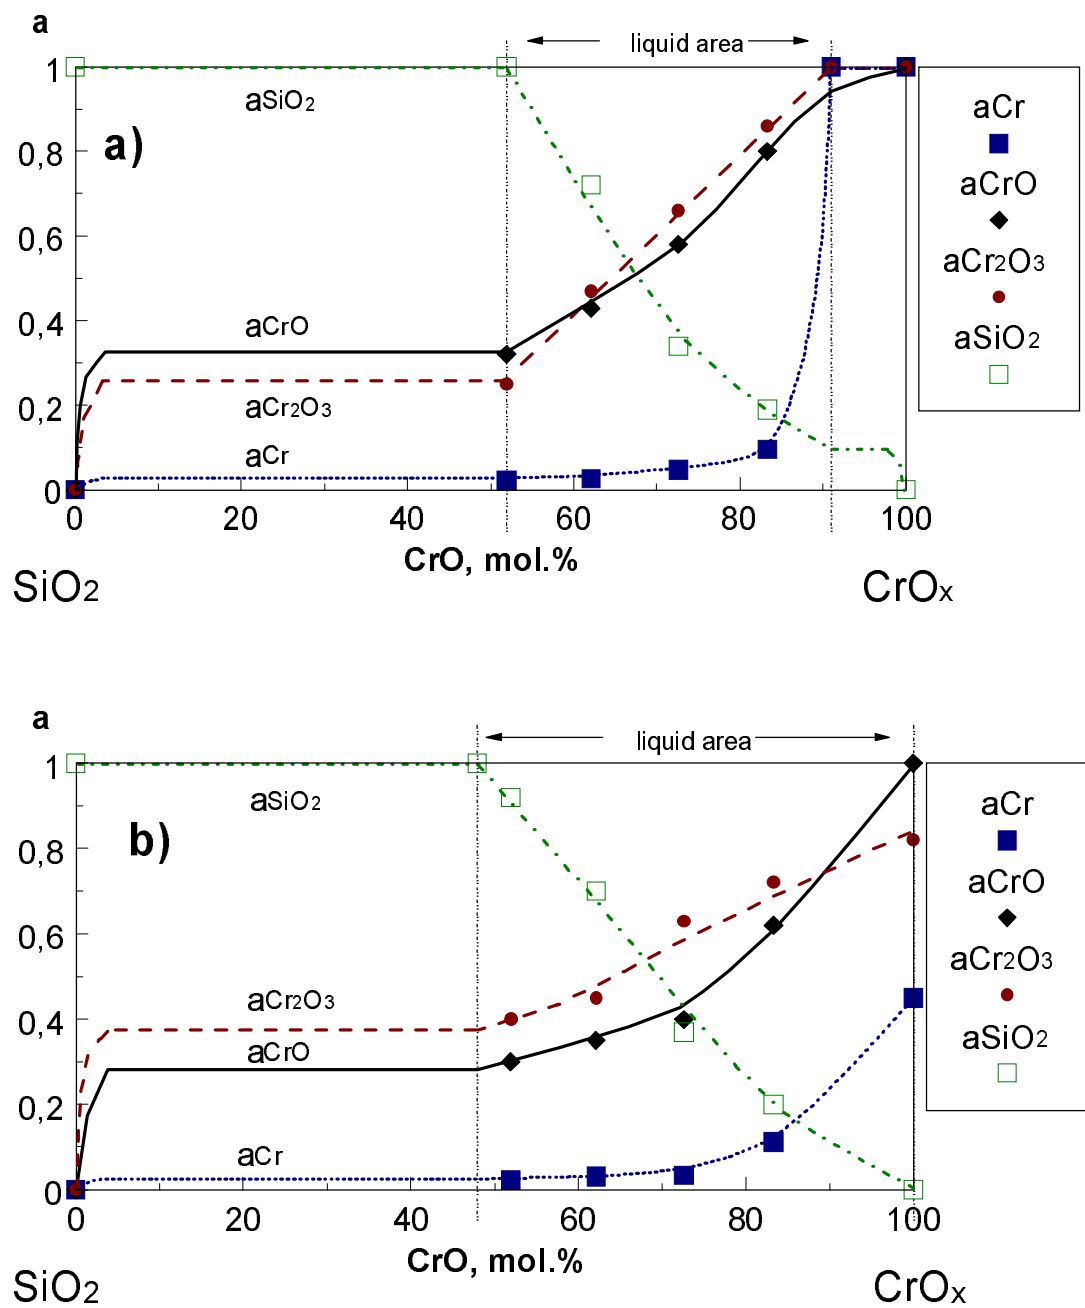 a
liquid area
1
0,8
0,6
0,4
0,2
0
aSiO2
a)
aCrO
aCr2O3
aCr
0 20 40 60 80 100
CrO, mol.%
SiO2
CrOx
aCr
aCrO
aCr2O3
aSiO2
a
liquid area
1
0,8
0,6
0,4
0,2
0
aSiO2
b)
aCr2O3
aCrO
aCr
0 20 40 60 80 100
CrO, mol.%
SiO2
CrOx
aCr
aCrO
aCr2O3
aSiO2